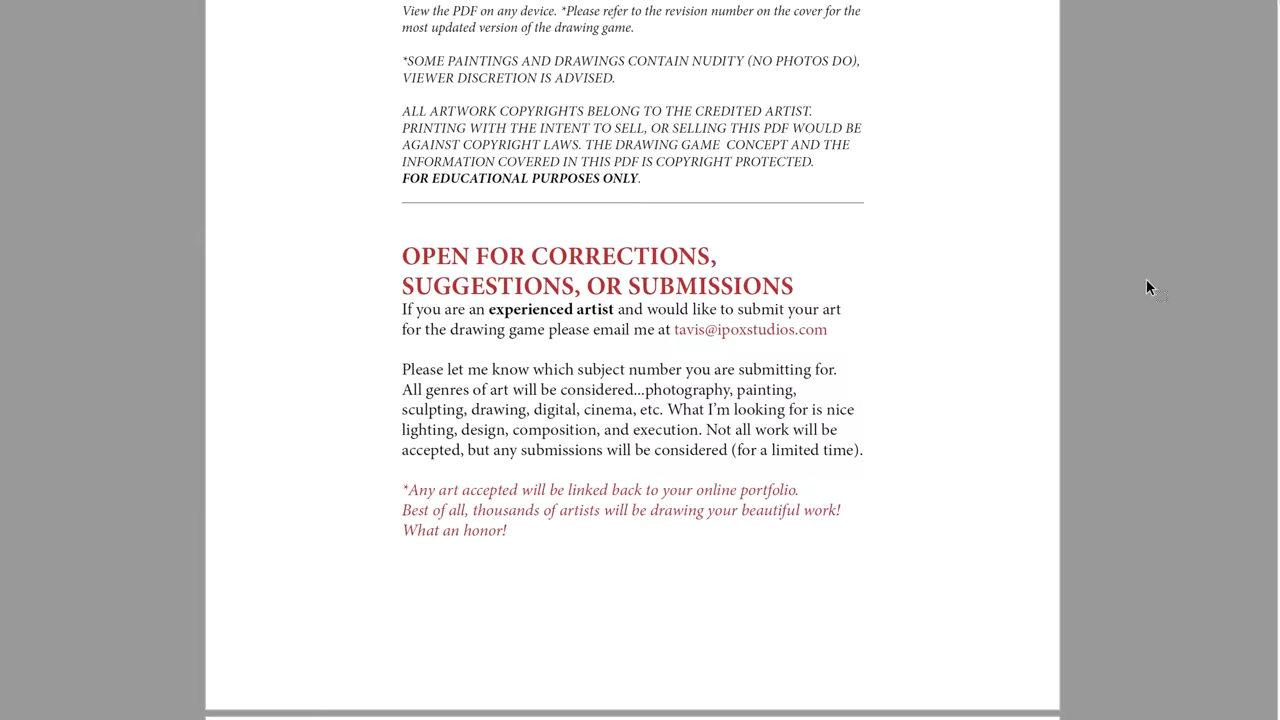 View the PDF on any device. *Please refer to the revision number on the cover for the
most updated version of the drawing game.
*SOME PAINTINGS AND DRAWINGS CONTAIN NUDITY (NO PHOTOS DO),
VIEWER DISCRETION IS ADVISED.
ALL ARTWORK COPYRIGHTS BELONG TO THE CREDITED ARTIST.
PRINTING WITH THE INTENT TO SELL, OR SELLING THIS PDF WOULD BE
AGAINST COPYRIGHT LAWS. THE DRAWING GAME  CONCEPT AND THE
INFORMATION COVERED IN THIS PDF IS COPYRIGHT PROTECTED.
FOR EDUCATIONAL PURPOSES ONLY.
OPEN FOR CORRECTIONS,
SUGGESTIONS, OR SUBMISSIONS
If you are an experienced artist and would like to submit your art
for the drawing game please email me at tavis@ipoxstudios.com
Please let me know which subject number you are submitting for.
All genres of art will be considered...photography, painting,
sculpting, drawing, digital, cinema, etc. What I'm looking for is nice
lighting, design, composition, and execution. Not all work will be
accepted, but any submissions will be considered (for a limited time).
*Any art accepted will be linked back to your online portfolio.
Best of all, thousands of artists will be drawing your beautiful work!
What an honor!